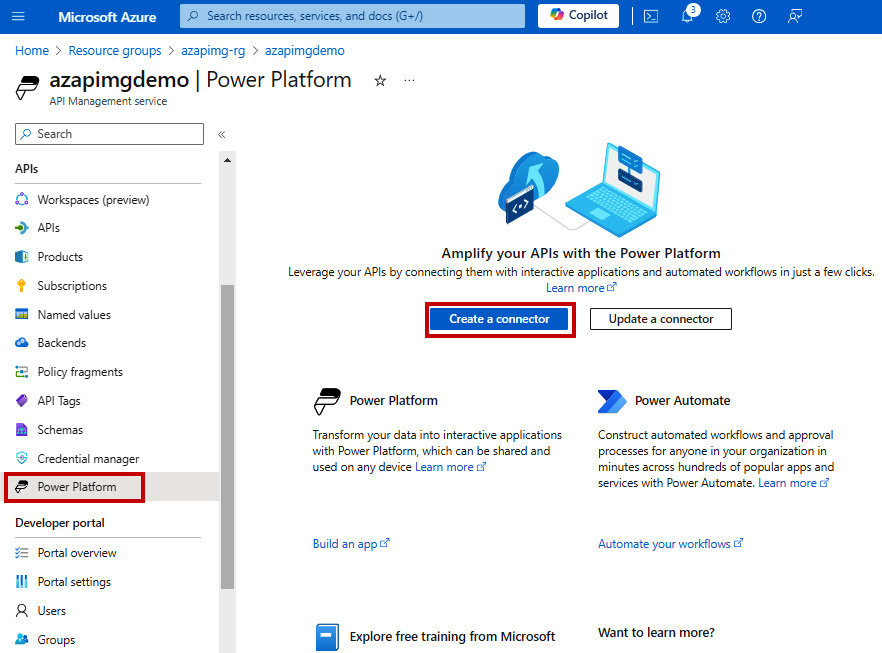 Microsoft Azure
Search resources, services, and docs (G+/)
Copilot
3
Home > Resource groups > azapimg-rg > azapimgdemo
azapimgdemo | Power Platform
API Management service
Search
APIs
Workspaces (preview)
APIs
Products
Subscriptions
Named values
Backends
Policy fragments
API Tags
Schemas
Credential manager
Power Platform
Developer portal
Portal overview
Portal settings
Users
Groups
Amplify your APIs with the Power Platform
Leverage your APIs by connecting them with interactive applications and automated workflows in just a few clicks.
Learn more
Create a connector
Update a connector
Power Platform
Transform your data into interactive applications
with Power Platform, which can be shared and
used on any device Learn more
Build an app
Power Automate
Construct automated workflows and approval
processes for anyone in your organization in
minutes across hundreds of popular apps and
services with Power Automate. Learn more
Automate your workflows
Explore free training from Microsoft
Want to learn more?